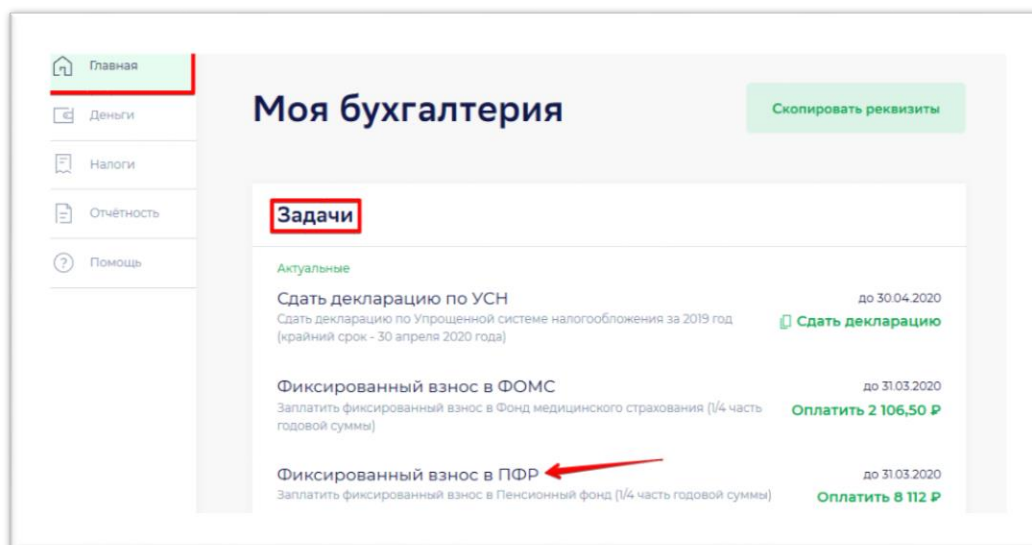 Главная
Деньги
Налоги
Отчётность
Помощь
Моя бухгалтерия
Скопировать реквизиты
Задачи
Актуальные
Сдать декларацию по УСН
до 30.04.2020
Сдать декларацию по Упрощенной системе налогообложения за 2019 год
Сдать декларацию
(крайний срок - 30 апреля 2020 года)
Фиксированный взнос в ФОМС
до 31.03.2020
Заплатить фиксированный взнос в Фонд медицинского страхования (1/4 часть
Оплатить 2 106,50 ₽
годовой суммы)
Фиксированный взнос в ПФР
до 31.03.2020
Заплатить фиксированный взнос в Пенсионный фонд (1/4 часть годовой суммы)
Оплатить 8 112 ₽